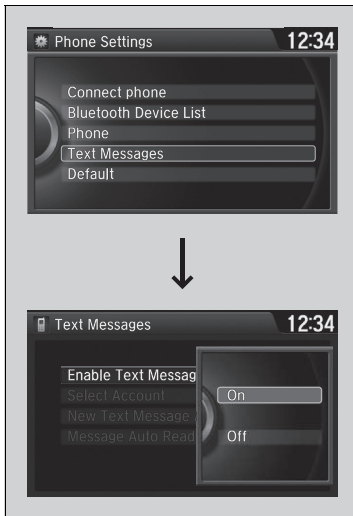 Phone Settings 12:34
Connect phone
Bluetooth Device List
Phone
Text Messages
Default
Text Messages 12:34
Enable Text Messag
Select Account
New Text Message
Message Auto Read
On
Off